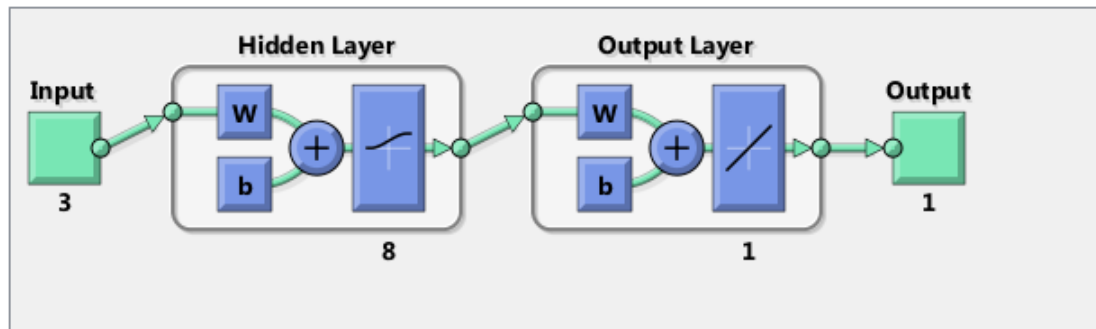 Hidden Layer
Output Layer
Input
Output
W
+
b
W
+
b
3
8
1
1